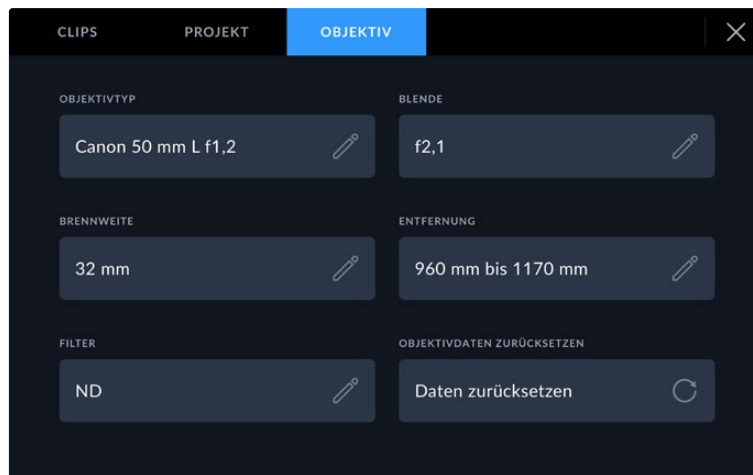 CLIPS PROJEKT OBJEKTIV
OBJEKTIVTYP BLENDE
Canon 50 mm L f1,2 f2,1
BRENNWEITE ENTFERNUNG
32 mm 960 mm bis 1170 mm
FILTER OBJEKTIVDATEN ZURÜCKSETZEN
ND Daten zurücksetzen